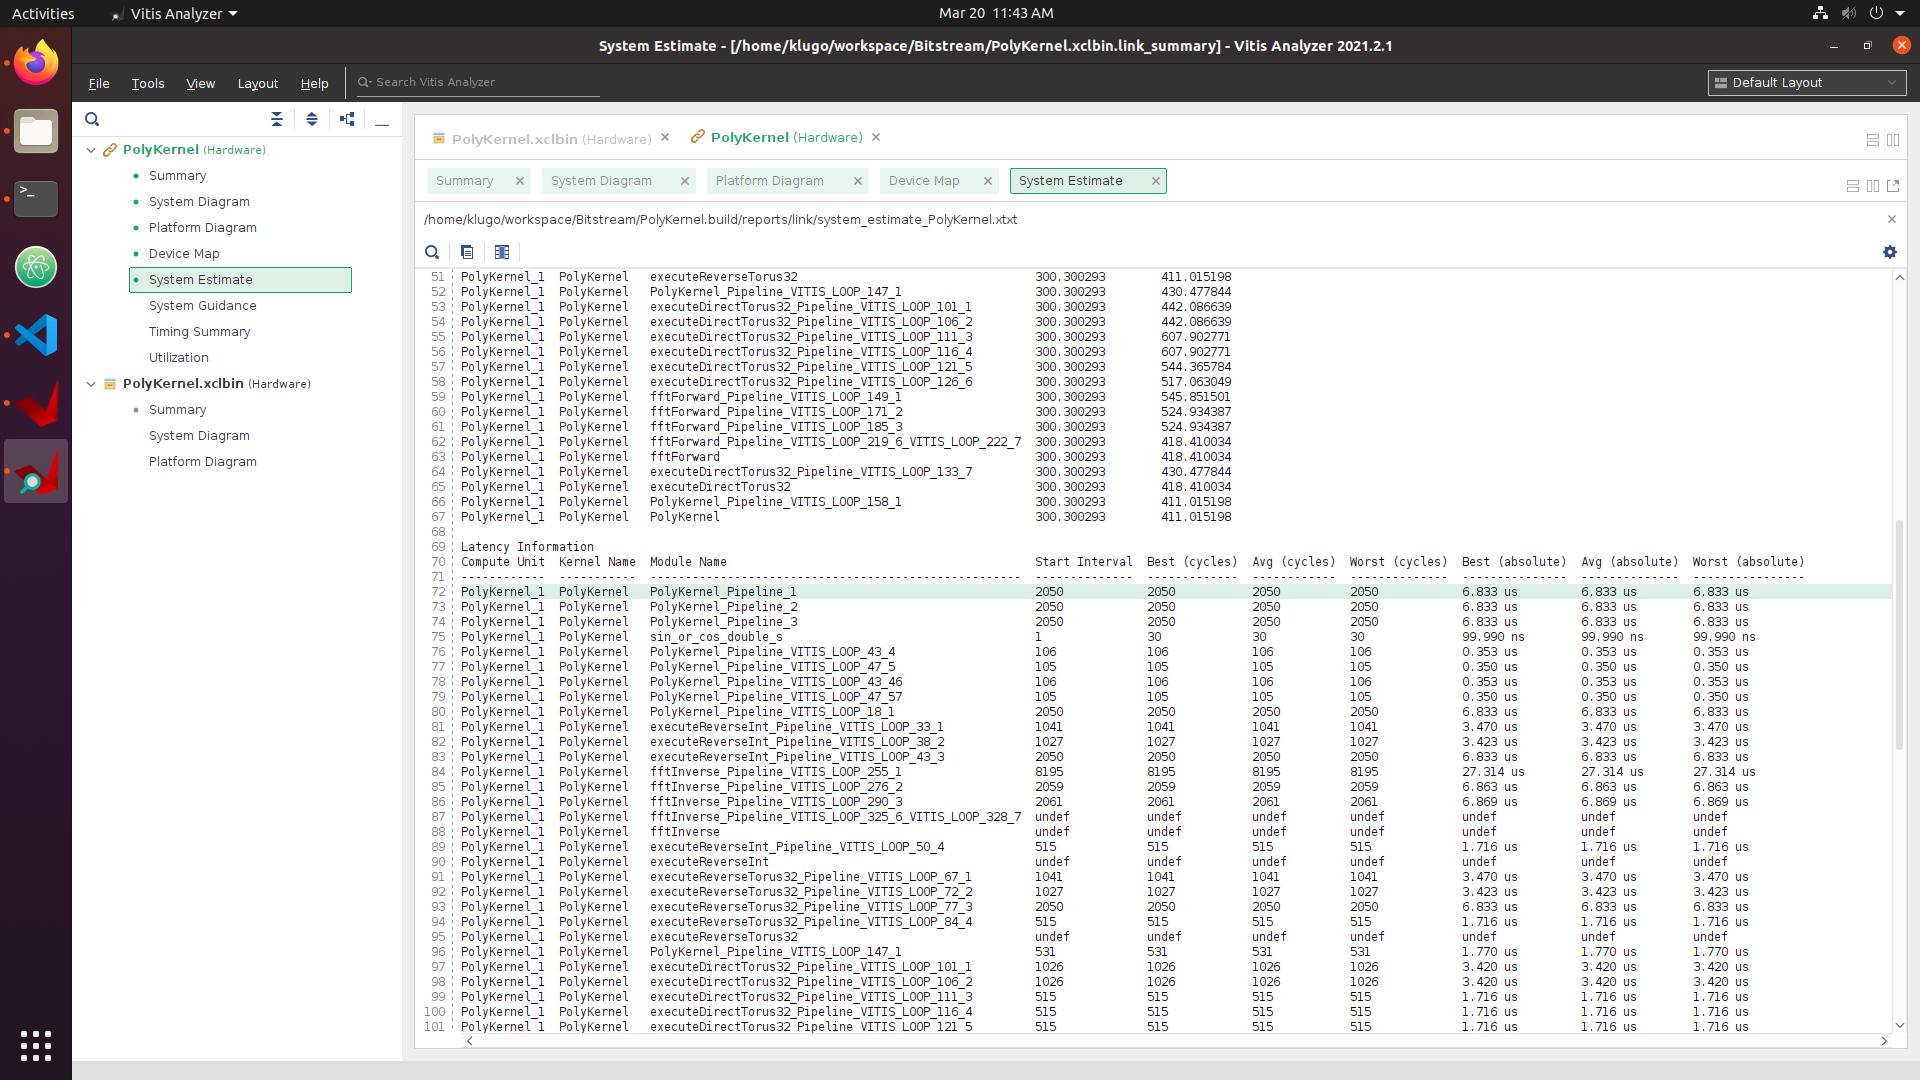 Activities
Vitis Analyzer
Mar 20 11:43 AM
System Estimate - [/home/klugo/workspace/Bitstream/PolyKernel.xclbin.link_summary] - Vitis Analyzer 2021.2.1
File Tools View Layout Help
Search Vitis Analyzer
Default Layout
PolyKernel (Hardware)
Summary
System Diagram
Platform Diagram
Device Map
System Estimate
System Guidance
Timing Summary
Utilization
PolyKernel.xclbin (Hardware)
Summary
System Diagram
Platform Diagram
PolyKernel.xclbin (Hardware)
PolyKernel (Hardware)
Summary System Diagram Platform Diagram Device Map System Estimate
/home/klugo/workspace/Bitstream/PolyKernel.build/reports/link/system_estimate_PolyKernel.xtxt
51 PolyKernel_1 PolyKernel executeReverseTorus32 300.300293 411.015198
52 PolyKernel_1 PolyKernel PolyKernel_Pipeline_VITIS_LOOP_147_1 300.300293 430.477844
53 PolyKernel_1 PolyKernel executeDirectTorus32_Pipeline_VITIS_LOOP_101_1 300.300293 442.086639
54 PolyKernel_1 PolyKernel executeDirectTorus32_Pipeline_VITIS_LOOP_106_2 300.300293 442.086639
55 PolyKernel_1 PolyKernel executeDirectTorus32_Pipeline_VITIS_LOOP_111_3 300.300293 607.902771
56 PolyKernel_1 PolyKernel executeDirectTorus32_Pipeline_VITIS_LOOP_116_4 300.300293 607.902771
57 PolyKernel_1 PolyKernel executeDirectTorus32_Pipeline_VITIS_LOOP_121_5 300.300293 544.365784
58 PolyKernel_1 PolyKernel executeDirectTorus32_Pipeline_VITIS_LOOP_126_6 300.300293 517.063049
59 PolyKernel_1 PolyKernel fftForward_Pipeline_VITIS_LOOP_149_1 300.300293 545.851501
60 PolyKernel_1 PolyKernel fftForward_Pipeline_VITIS_LOOP_171_2 300.300293 524.934387
61 PolyKernel_1 PolyKernel fftForward_Pipeline_VITIS_LOOP_185_3 300.300293 524.934387
62 PolyKernel_1 PolyKernel fftForward_Pipeline_VITIS_LOOP_219_6_VITIS_LOOP_222_7 300.300293 418.410034
63 PolyKernel_1 PolyKernel fftForward 300.300293 418.410034
64 PolyKernel_1 PolyKernel executeDirectTorus32_Pipeline_VITIS_LOOP_133_7 300.300293 430.477844
65 PolyKernel_1 PolyKernel executeDirectTorus32 300.300293 418.410034
66 PolyKernel_1 PolyKernel PolyKernel_Pipeline_VITIS_LOOP_158_1 300.300293 411.015198
67 PolyKernel_1 PolyKernel PolyKernel 300.300293 411.015198
68
69 Latency Information
70 Compute Unit Kernel Name Module Name Start Interval Best (cycles) Avg (cycles) Worst (cycles) Best (absolute) Avg (absolute) Worst (absolute)
71 ------------ ----------- ----------------------------------------------------- -------------- ------------- ------------ -------------- --------------- -------------- ----------------
72 PolyKernel_1 PolyKernel PolyKernel_Pipeline_1 2050 2050 2050 2050 6.833 us 6.833 us 6.833 us
73 PolyKernel_1 PolyKernel PolyKernel_Pipeline_2 2050 2050 2050 2050 6.833 us 6.833 us 6.833 us
74 PolyKernel_1 PolyKernel PolyKernel_Pipeline_3 2050 2050 2050 2050 6.833 us 6.833 us 6.833 us
75 PolyKernel_1 PolyKernel sin_or_cos_double_s 1 30 30 30 99.990 ns 99.990 ns 99.990 ns
76 PolyKernel_1 PolyKernel PolyKernel_Pipeline_VITIS_LOOP_43_4 106 106 106 106 0.353 us 0.353 us 0.353 us
77 PolyKernel_1 PolyKernel PolyKernel_Pipeline_VITIS_LOOP_47_5 105 105 105 105 0.350 us 0.350 us 0.350 us
78 PolyKernel_1 PolyKernel PolyKernel_Pipeline_VITIS_LOOP_43_46 106 106 106 106 0.353 us 0.353 us 0.353 us
79 PolyKernel_1 PolyKernel PolyKernel_Pipeline_VITIS_LOOP_47_57 105 105 105 105 0.350 us 0.350 us 0.350 us
80 PolyKernel_1 PolyKernel PolyKernel_Pipeline_VITIS_LOOP_18_1 2050 2050 2050 2050 6.833 us 6.833 us 6.833 us
81 PolyKernel_1 PolyKernel executeReverseInt_Pipeline_VITIS_LOOP_33_1 1041 1041 1041 1041 3.470 us 3.470 us 3.470 us
82 PolyKernel_1 PolyKernel executeReverseInt_Pipeline_VITIS_LOOP_38_2 1027 1027 1027 1027 3.423 us 3.423 us 3.423 us
83 PolyKernel_1 PolyKernel executeReverseInt_Pipeline_VITIS_LOOP_43_3 2050 2050 2050 2050 6.833 us 6.833 us 6.833 us
84 PolyKernel_1 PolyKernel fftInverse_Pipeline_VITIS_LOOP_255_1 8195 8195 8195 8195 27.314 us 27.314 us 27.314 us
85 PolyKernel_1 PolyKernel fftInverse_Pipeline_VITIS_LOOP_276_2 2059 2059 2059 2059 6.863 us 6.863 us 6.863 us
86 PolyKernel_1 PolyKernel fftInverse_Pipeline_VITIS_LOOP_290_3 2061 2061 2061 2061 6.869 us 6.869 us 6.869 us
87 PolyKernel_1 PolyKernel fftInverse_Pipeline_VITIS_LOOP_325_6_VITIS_LOOP_328_7 undef undef undef undef undef undef undef
88 PolyKernel_1 PolyKernel fftInverse undef undef undef undef undef undef undef
89 PolyKernel_1 PolyKernel executeReverseInt_Pipeline_VITIS_LOOP_50_4 515 515 515 515 1.716 us 1.716 us 1.716 us
90 PolyKernel_1 PolyKernel executeReverseInt undef undef undef undef undef undef undef
91 PolyKernel_1 PolyKernel executeReverseTorus32_Pipeline_VITIS_LOOP_67_1 1041 1041 1041 1041 3.470 us 3.470 us 3.470 us
92 PolyKernel_1 PolyKernel executeReverseTorus32_Pipeline_VITIS_LOOP_72_2 1027 1027 1027 1027 3.423 us 3.423 us 3.423 us
93 PolyKernel_1 PolyKernel executeReverseTorus32_Pipeline_VITIS_LOOP_77_3 2050 2050 2050 2050 6.833 us 6.833 us 6.833 us
94 PolyKernel_1 PolyKernel executeReverseTorus32_Pipeline_VITIS_LOOP_84_4 515 515 515 515 1.716 us 1.716 us 1.716 us
95 PolyKernel_1 PolyKernel executeReverseTorus32 undef undef undef undef undef undef undef
96 PolyKernel_1 PolyKernel PolyKernel_Pipeline_VITIS_LOOP_147_1 531 531 531 531 1.770 us 1.770 us 1.770 us
97 PolyKernel_1 PolyKernel executeDirectTorus32_Pipeline_VITIS_LOOP_101_1 1026 1026 1026 1026 3.420 us 3.420 us 3.420 us
98 PolyKernel_1 PolyKernel executeDirectTorus32_Pipeline_VITIS_LOOP_106_2 1026 1026 1026 1026 3.420 us 3.420 us 3.420 us
99 PolyKernel_1 PolyKernel executeDirectTorus32_Pipeline_VITIS_LOOP_111_3 515 515 515 515 1.716 us 1.716 us 1.716 us
100 PolyKernel_1 PolyKernel executeDirectTorus32_Pipeline_VITIS_LOOP_116_4 515 515 515 515 1.716 us 1.716 us 1.716 us
101 PolyKernel_1 PolyKernel executeDirectTorus32_Pipeline_VITIS_LOOP_121_5 515 515 515 515 1.716 us 1.716 us 1.716 us